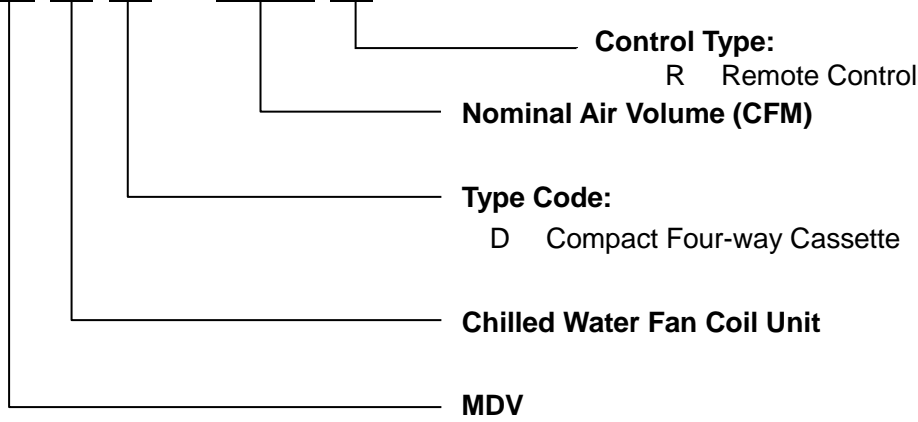 Control Type:
R Remote Control
Nominal Air Volume (CFM)
Type Code:
D Compact Four-way Cassette
Chilled Water Fan Coil Unit
MDV